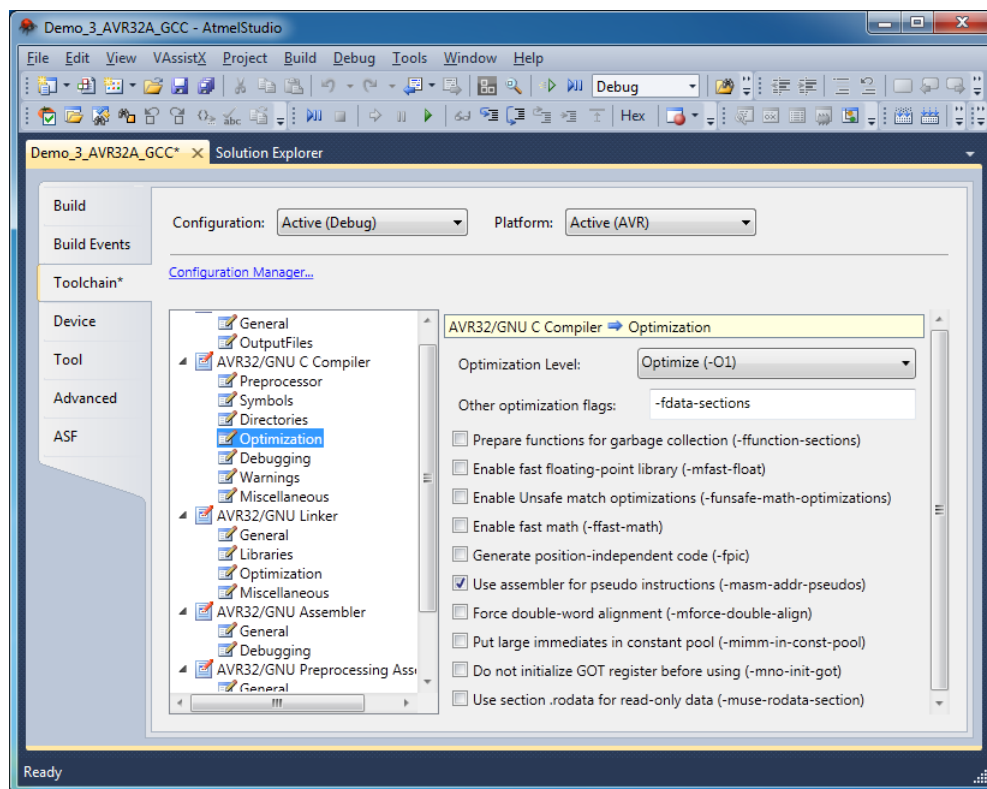 Demo_3_AVR32A_GCC - AtmelStudio
File Edit View VAssistX Project Build Debug Tools Window Help
Debug
Hex
Demo_3_AVR32A_GCC* Solution Explorer
Build
Build Events
Toolchain*
Device
Tool
Advanced
ASF
Configuration: Active (Debug) Platform: Active (AVR)
Configuration Manager...
General
OutputFiles
AVR32/GNU C Compiler
Preprocessor
Symbols
Directories
Optimization
Debugging
Warnings
Miscellaneous
AVR32/GNU Linker
General
Libraries
Optimization
Miscellaneous
AVR32/GNU Assembler
General
Debugging
AVR32/GNU Preprocessing Asse
General
AVR32/GNU C Compiler Optimization
Optimization Level: Optimize (-O1)
Other optimization flags: -fdata-sections
Prepare functions for garbage collection (-ffunction-sections)
Enable fast floating-point library (-mfast-float)
Enable Unsafe match optimizations (-funsafe-math-optimizations)
Enable fast math (-ffast-math)
Generate position-independent code (-fpic)
Use assembler for pseudo instructions (-masm-addr-pseudos)
Force double-word alignment (-mforce-double-align)
Put large immediates in constant pool (-mimm-in-const-pool)
Do not initialize GOT register before using (-mno-init-got)
Use section .rodata for read-only data (-muse-rodata-section)
Ready